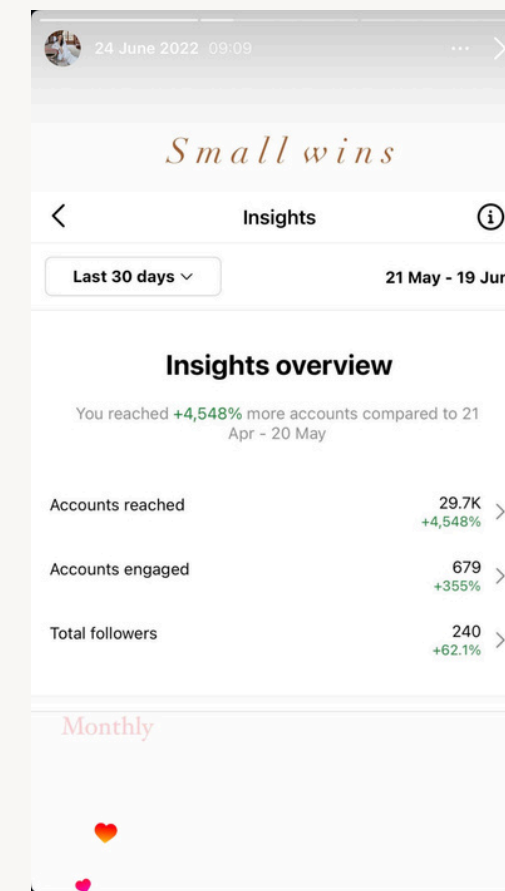 24 June 2022 09:09
Small wins
Insights
Last 30 days
21 May - 19 Jun
Insights overview
You reached +4,548% more accounts compared to 21
Apr - 20 May
Accounts reached
29.7K
+4,548%
Accounts engaged
679
+355%
Total followers
240
+62.1%
Monthly